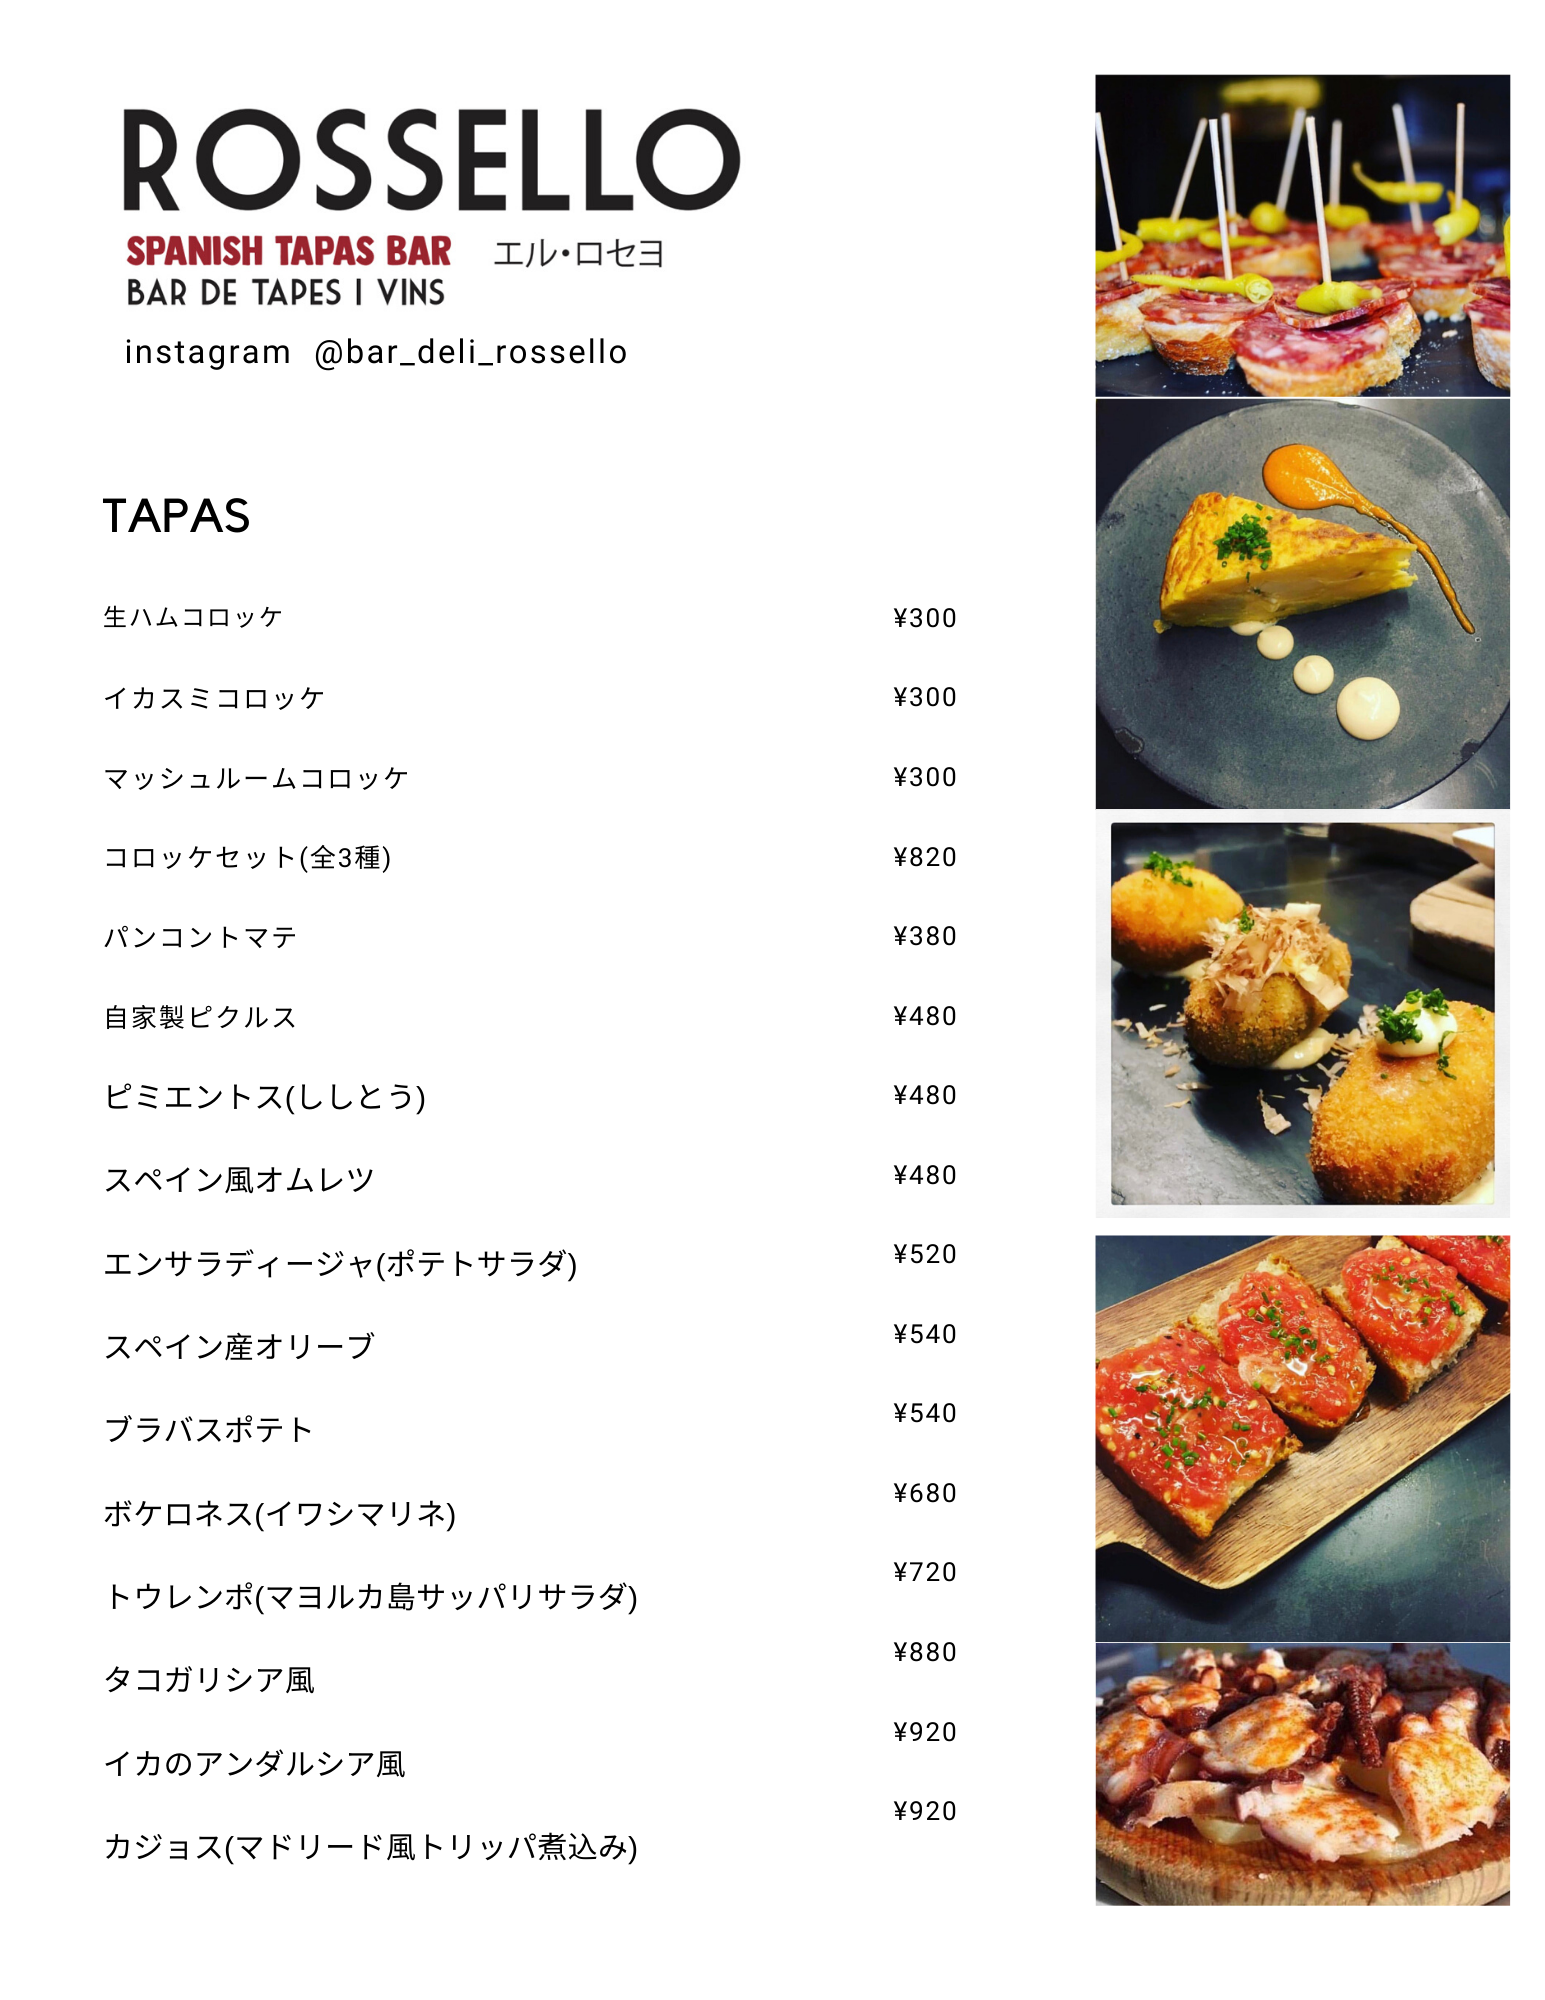 ROSSELLO
SPANISH TAPAS BAR エル・ロセヨ
BAR DE TAPES I VINS
instagram @bar_deli_rossello
TAPAS
生ハムコロッケ ¥300
イカスミコロッケ ¥300
マッシュルームコロッケ ¥300
コロッケセット(全3種) ¥820
パンコントマテ ¥380
自家製ピクルス ¥480
ピミエントス(ししとう) ¥480
スペイン風オムレツ ¥480
エンサラディージャ(ポテトサラダ) ¥520
スペイン産オリーブ ¥540
ブラバスポテト ¥540
ボケロネス(イワシマリネ) ¥680
トウレンポ(マヨルカ島サッパリサラダ) ¥720
タコガリシア風 ¥880
イカのアンダルシア風 ¥920
カジョス(マドリード風トリッパ煮込み) ¥920